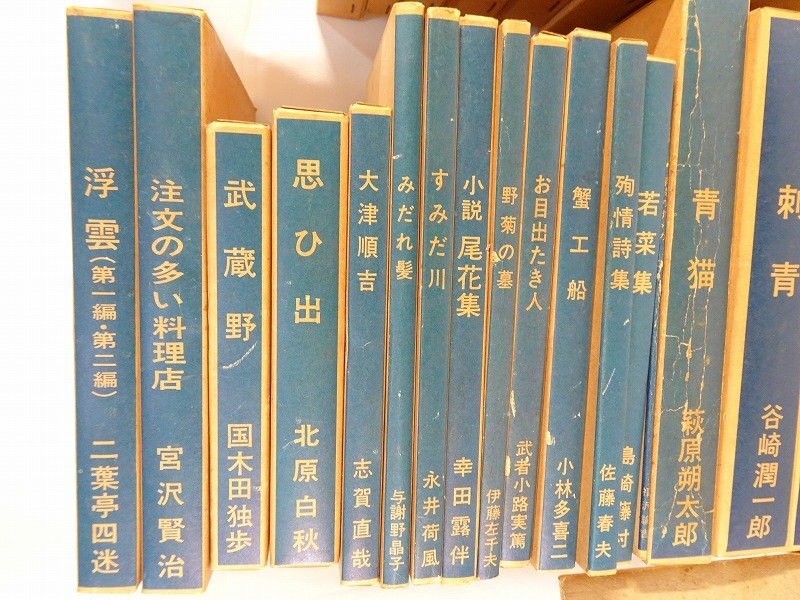 浮雲(第一編・第二編) 二葉亭四迷
注文の多い料理店 宮沢賢治
武蔵野 国木田独歩
思ひ出 北原白秋
大津順吉 志賀直哉
みだれ髪 与謝野晶子
すみだ川 永井荷風
小説 尾花集 幸田露伴
野菊の墓 伊藤左千夫
お目出たき人 武者小路実篤
蟹工船 小林多喜二
殉情詩集 佐藤春夫
若菜集 島崎藤村
青猫 萩原朔太郎
刺青 谷崎潤一郎